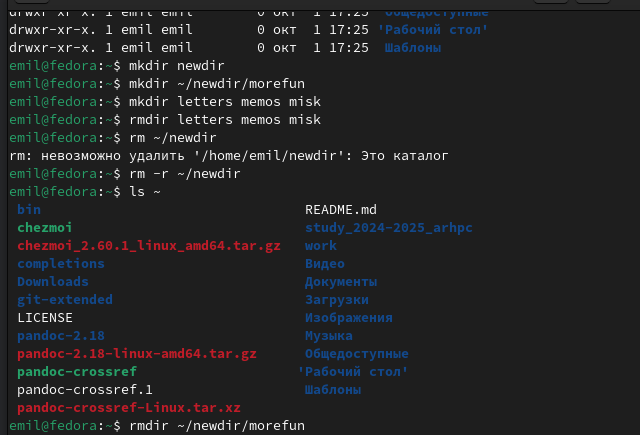 drwxr-xr-x. 1 emil emil 0 окт 1 17:25 Общедоступные
drwxr-xr-x. 1 emil emil 0 окт 1 17:25 'Рабочий стол'
drwxr-xr-x. 1 emil emil 0 окт 1 17:25 Шаблоны
emil@fedora:~$ mkdir newdir
emil@fedora:~$ mkdir ~/newdir/morefun
emil@fedora:~$ mkdir letters memos misk
emil@fedora:~$ rmdir letters memos misk
emil@fedora:~$ rm ~/newdir
rm: невозможно удалить '/home/emil/newdir': Это каталог
emil@fedora:~$ rm -r ~/newdir
emil@fedora:~$ ls ~
bin README.md
chezmoi study_2024-2025_arhpc
chezmoi_2.60.1_linux_amd64.tar.gz work
completions Видео
Downloads Документы
git-extended Загрузки
LICENSE Изображения
pandoc-2.18 Музыка
pandoc-2.18-linux-amd64.tar.gz Общедоступные
pandoc-crossref 'Рабочий стол'
pandoc-crossref.1 Шаблоны
pandoc-crossref-Linux.tar.xz
emil@fedora:~$ rmdir ~/newdir/morefun